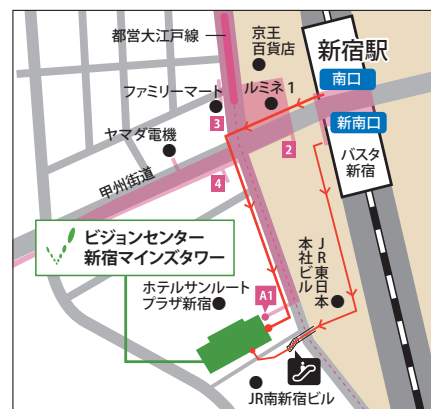 都営大江戸線
京王
百貨店
新宿駅
ファミリーマート
ルミネ1
南口
3
新南口
ヤマダ電機
2
バスタ
新宿
甲州街道
4
ビジョンセンター
新宿マインズタワー
JR東日本
本社ビル
ホテルサンルート
プラザ新宿
A1
JR南新宿ビル